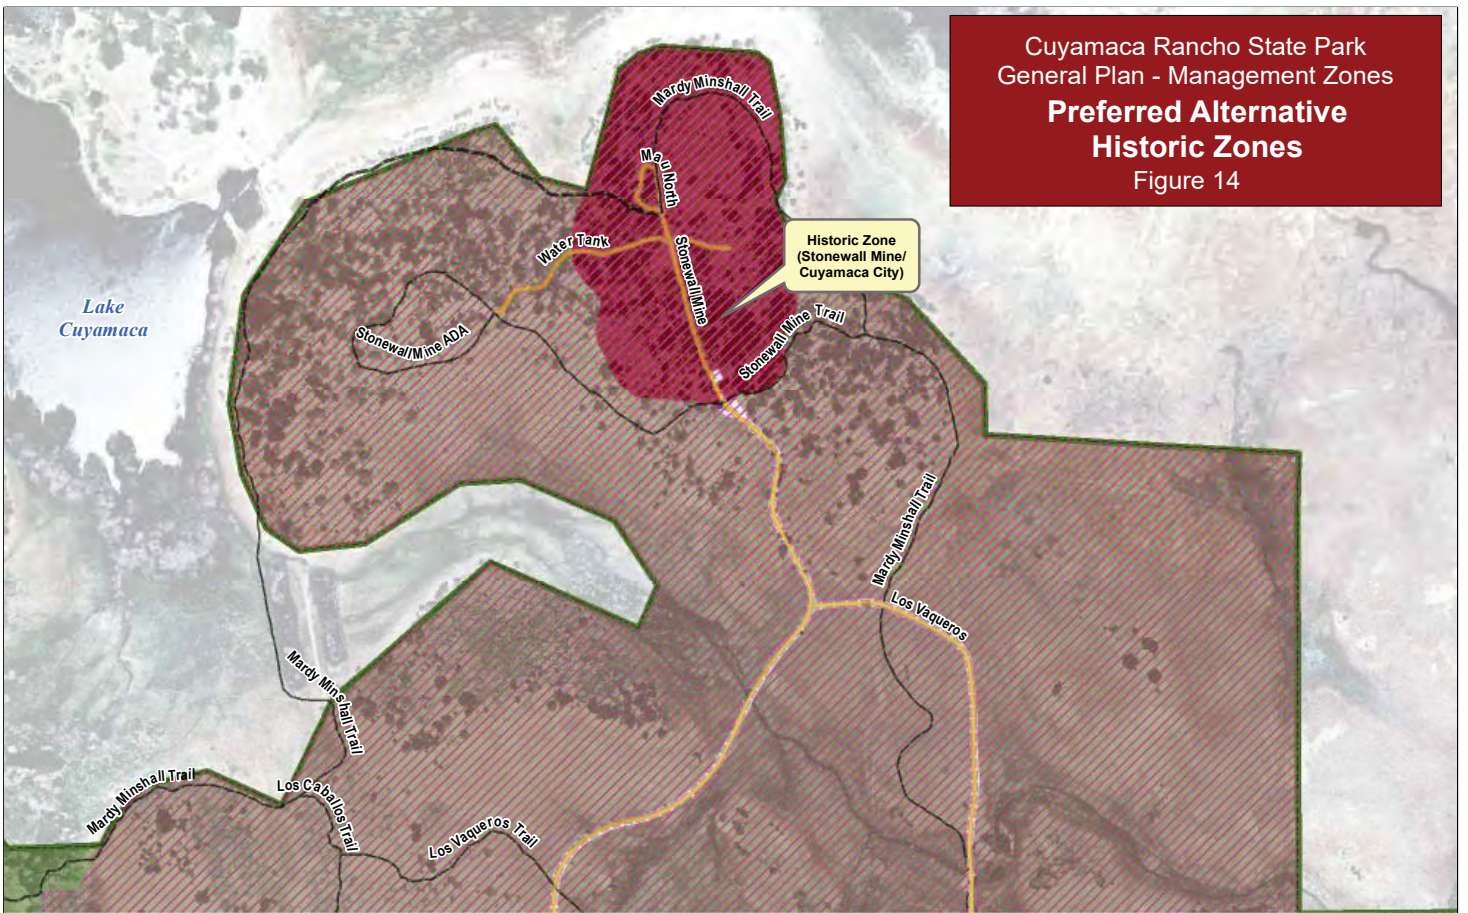 Cuyamaca Rancho State Park
General Plan - Management Zones
Preferred Alternative
Historic Zones
Figure 14
Mardy Minshall Trail
Mau North
Water Tank
Stonewall Mine
Historic Zone
(Stonewall Mine/
Cuyamaca City)
Lake
Cuyamaca
Stonewall Mine ADA
Stonewall Mine Trail
Mardy Minshall Trail
Los Vaqueros
Mardy Minshall Trail
Mardy Minshall Trail
Los Caballos Trail
Los Vaqueros Trail